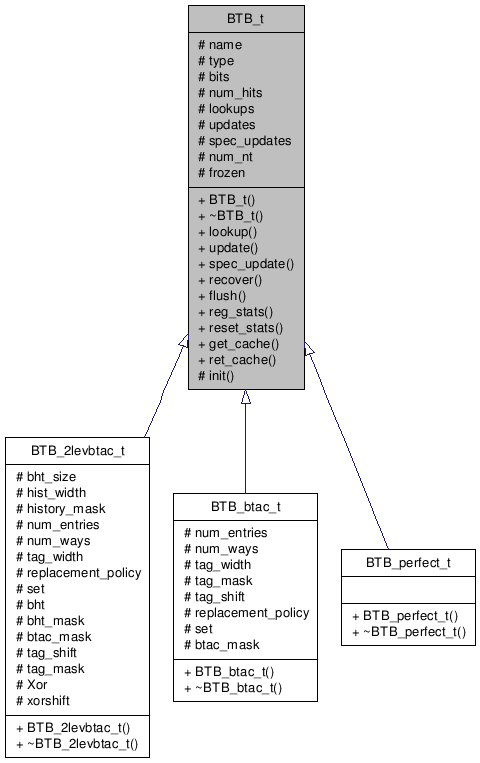 BTB_t
# name
# type
# bits
# num_hits
# lookups
# updates
# spec_updates
# num_nt
# frozen
+ BTB_t()
+ ~BTB_t()
+ lookup()
+ update()
+ spec_update()
+ recover()
+ flush()
+ reg_stats()
+ reset_stats()
+ get_cache()
+ ret_cache()
# init()
BTB_2levbtac_t
# bht_size
# hist_width
# history_mask
# num_entries
# num_ways
# tag_width
# replacement_policy
# set
# bht
# bht_mask
# btac_mask
# tag_shift
# tag_mask
# Xor
# xorshift
+ BTB_2levbtac_t()
+ ~BTB_2levbtac_t()
BTB_btac_t
# num_entries
# num_ways
# tag_width
# tag_mask
# tag_shift
# replacement_policy
# set
# btac_mask
+ BTB_btac_t()
+ ~BTB_btac_t()
BTB_perfect_t
+ BTB_perfect_t()
+ ~BTB_perfect_t()